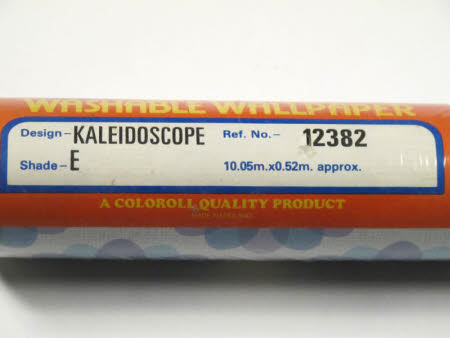 WASHABLE WALLPAPER
Design-KALEIDOSCOPE Ref. No.- 12382
Shade-E 10.05m.x0.52m. approx.
A COLOROLL QUALITY PRODUCT